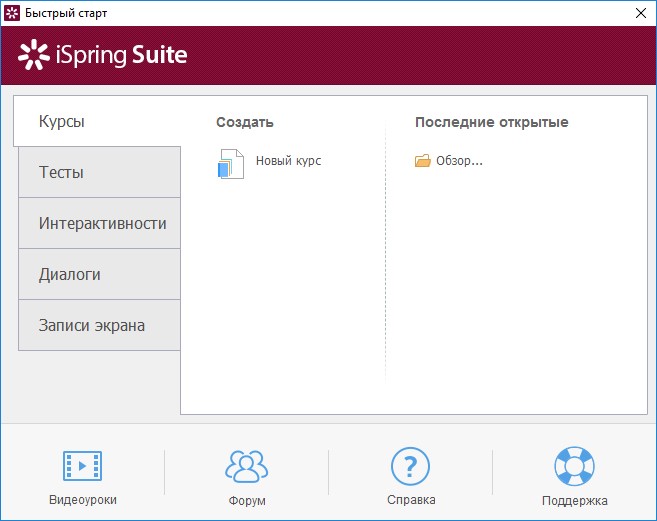 Быстрый старт
iSpring Suite
Курсы
Тесты
Интерактивности
Диалоги
Записи экрана
Создать
Новый курс
Последние открытые
Обзор...
Видеоуроки
Форум
Справка
Поддержка